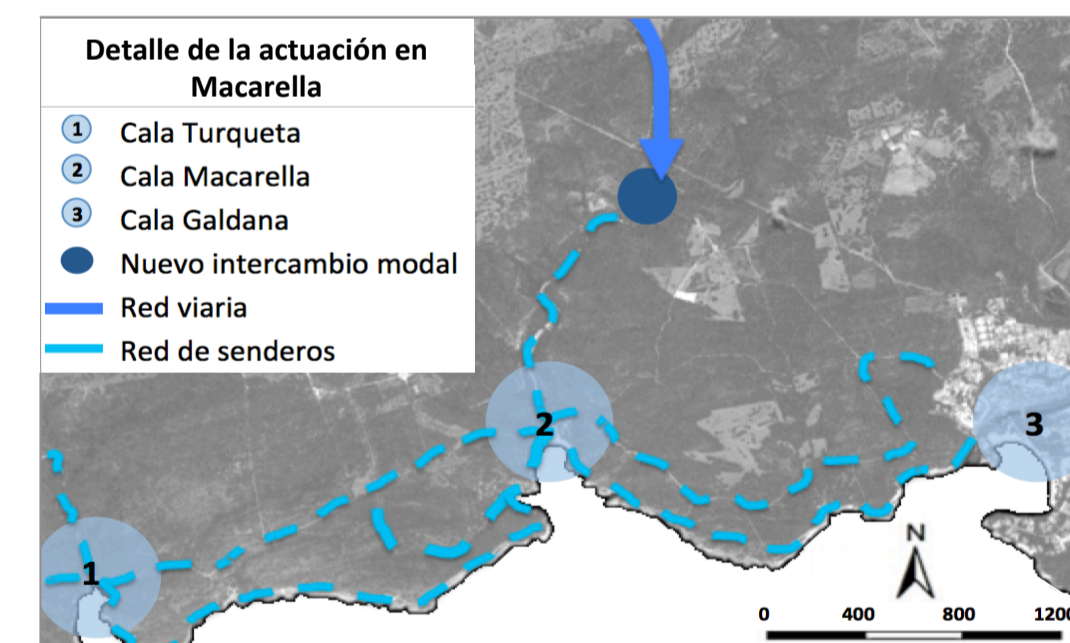 Detalle de la actuación en
Macarella
1 Cala Turqueta
2 Cala Macarella
3 Cala Galdana
Nuevo intercambio modal
Red viaria
Red de senderos
2
3
1
N
0 400 800 1200